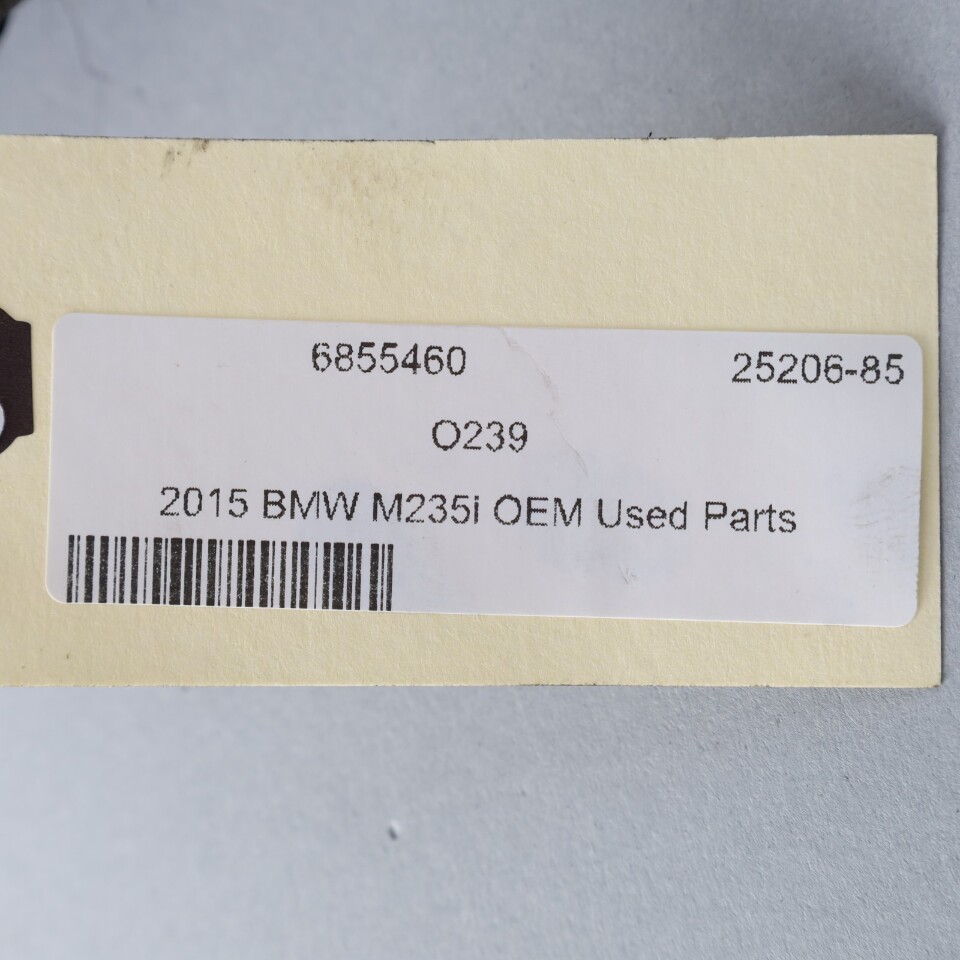 6855460 25206-85
O239
2015 BMW M235i OEM Used Parts